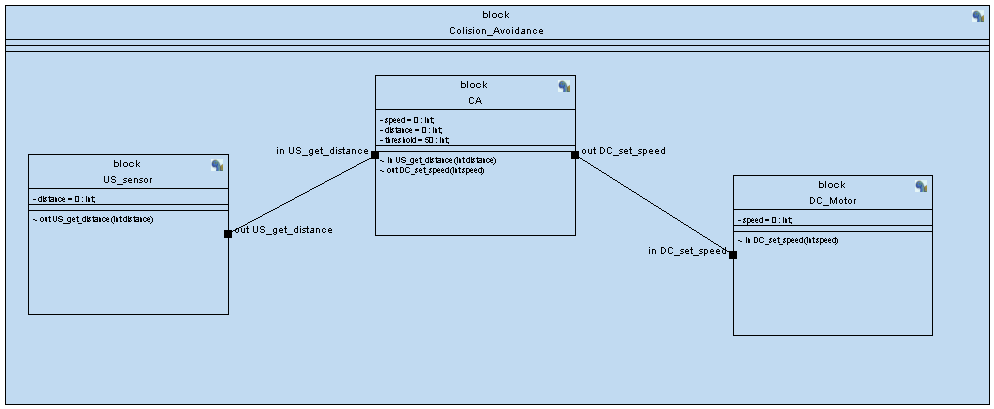 block
Colision_Avoidance
block
CA
- speed = 0 : int;
- distance = 0 : int;
- threshold = 50 : int;
in US_get_distance
out DC_set_speed
~ in US_get_distance(int distance)
~ out DC_set_speed(int speed)
block
US_sensor
- distance = 0 : int;
~ out US_get_distance(int distance)
out US_get_distance
block
DC_Motor
- speed = 0 : int;
~ in DC_set_speed(int speed)
in DC_set_speed